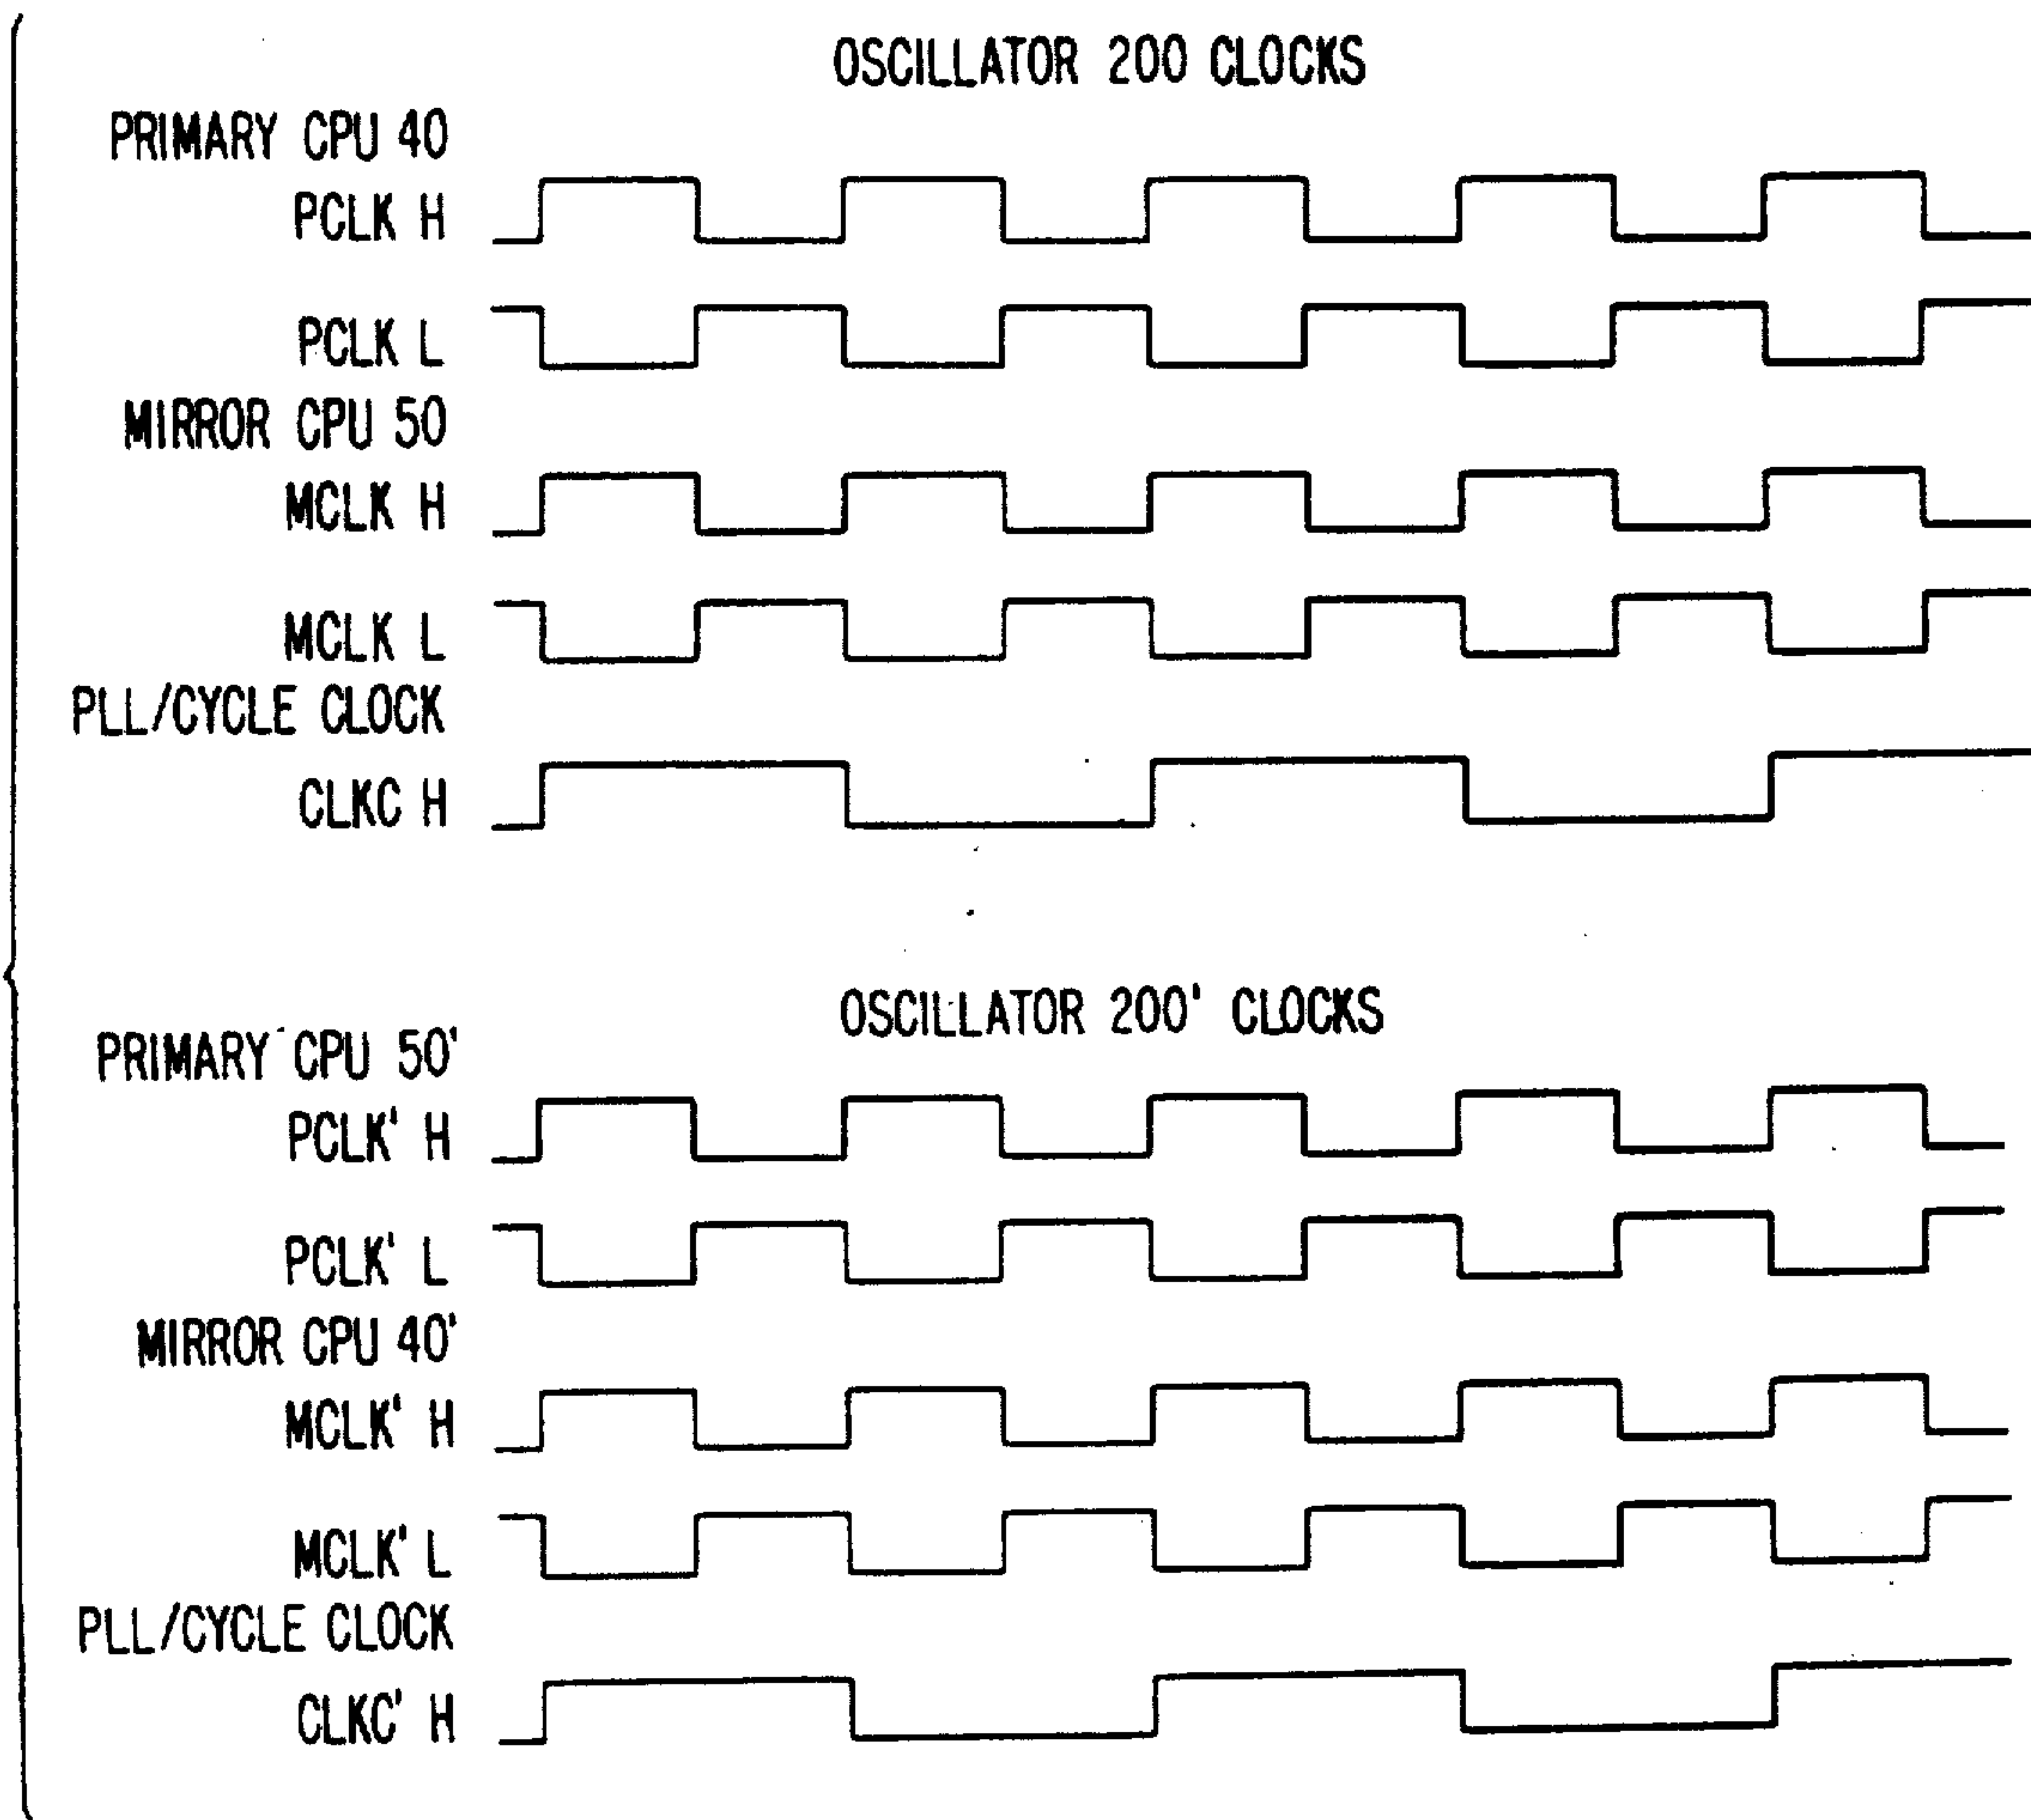 OSCILLATOR 200 CLOCKS
PRIMARY CPU 40
PCLK H
PCLK L
MIRROR CPU 50
MCLK H
MCLK L
PLL/CYCLE CLOCK
CLKC H
OSCILLATOR 200' CLOCKS
PRIMARY CPU 50'
PCLK' H
PCLK' L
MIRROR CPU 40'
MCLK' H
MCLK' L
PLL/CYCLE CLOCK
CLKC' H